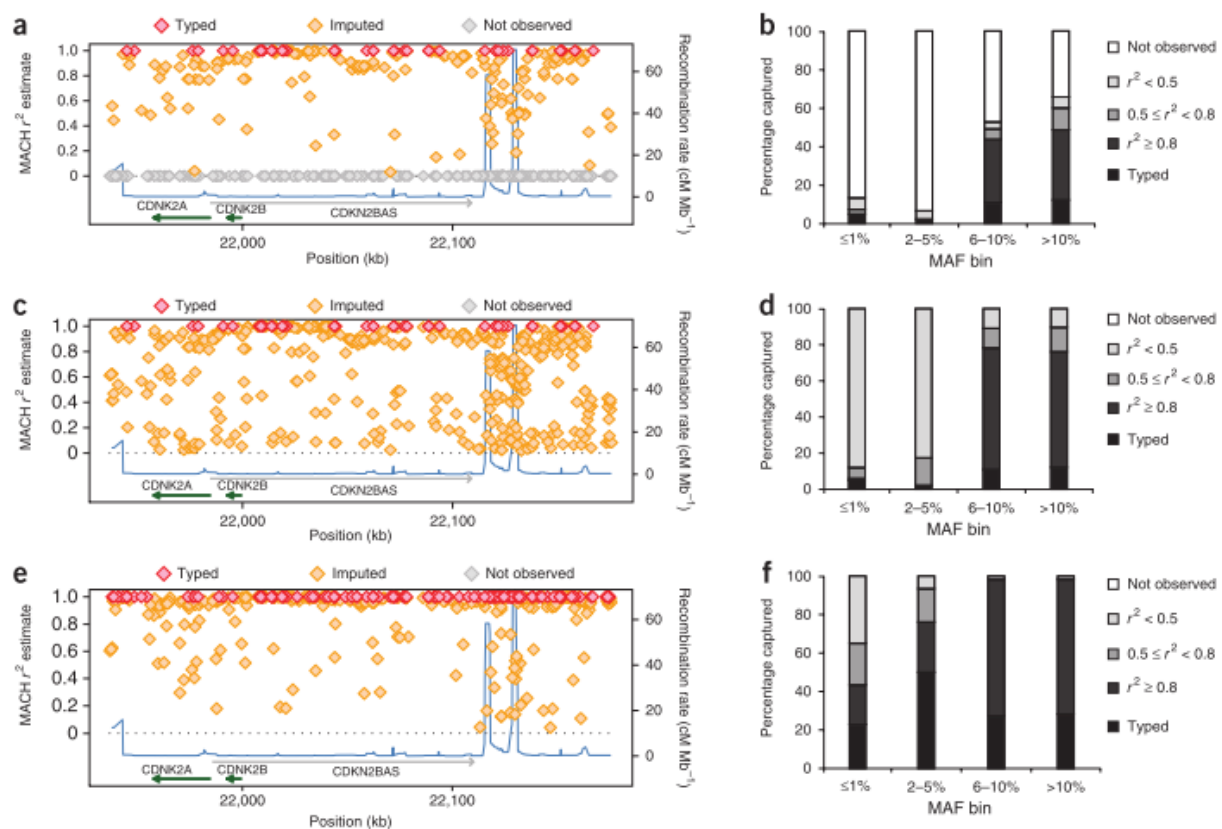 a
Typed
Imputed
Not observed
1.0
0.8
0.6
0.4
0.2
0
MACH r² estimate
60
40
20
0
Recombination rate (cM Mb⁻¹)
CDNK2A
CDNK2B
CDKN2BAS
22,000
22,100
Position (kb)
b
100
80
60
40
20
0
Percentage captured
≤1%
2–5%
6–10%
>10%
MAF bin
Not observed
r² < 0.5
0.5 ≤ r² < 0.8
r² ≥ 0.8
Typed
c
Typed
Imputed
Not observed
1.0
0.8
0.6
0.4
0.2
0
MACH r² estimate
60
40
20
0
Recombination rate (cM Mb⁻¹)
CDNK2A
CDNK2B
CDKN2BAS
22,000
22,100
Position (kb)
d
100
80
60
40
20
0
Percentage captured
≤1%
2–5%
6–10%
>10%
MAF bin
Not observed
r² < 0.5
0.5 ≤ r² < 0.8
r² ≥ 0.8
Typed
e
Typed
Imputed
Not observed
1.0
0.8
0.6
0.4
0.2
0
MACH r² estimate
60
40
20
0
Recombination rate (cM Mb⁻¹)
CDNK2A
CDNK2B
CDKN2BAS
22,000
22,100
Position (kb)
f
100
80
60
40
20
0
Percentage captured
≤1%
2–5%
6–10%
>10%
MAF bin
Not observed
r² < 0.5
0.5 ≤ r² < 0.8
r² ≥ 0.8
Typed